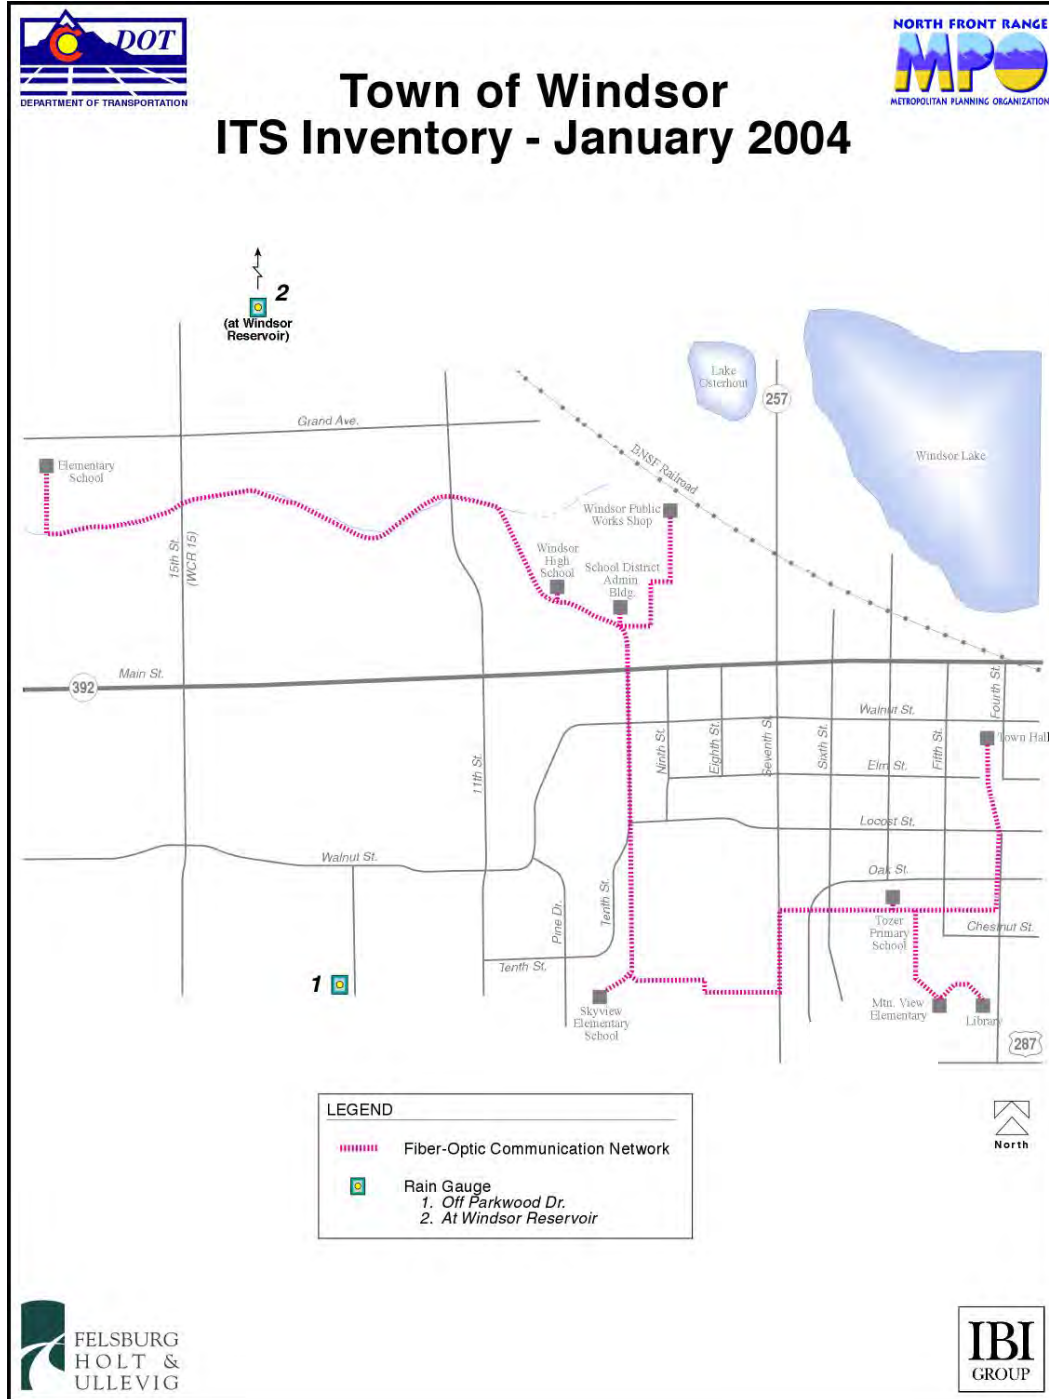 DOT
DEPARTMENT OF TRANSPORTATION
NORTH FRONT RANGE
MPO
METROPOLITAN PLANNING ORGANIZATION
Town of Windsor
ITS Inventory - January 2004
2
(at Windsor
Reservoir)
Lake
Osterhout
257
Grand Ave.
BNSF Railroad
Windsor Lake
Elementary
School
Windsor Public
Works Shop
15th St.
(WCR 15)
Windsor
High
School
School District
Admin
Bldg.
Main St.
392
Fourth St.
Walnut St.
Ninth St.
Eighth St.
Seventh St.
Sixth St.
Fifth St.
Town Hall
11th St.
Elm St.
Locost St.
Walnut St.
Oak St.
Pine Dr.
Tenth St.
Tozer
Primary
School
Chestnut St.
Tenth St.
1
Skyview
Elementary
School
Mtn. View
Elementary
Library
287
LEGEND
Fiber-Optic Communication Network
Rain Gauge
1. Off Parkwood Dr.
2. At Windsor Reservoir
North
FELSBURG
HOLT &
ULLEVIG
IBI
GROUP